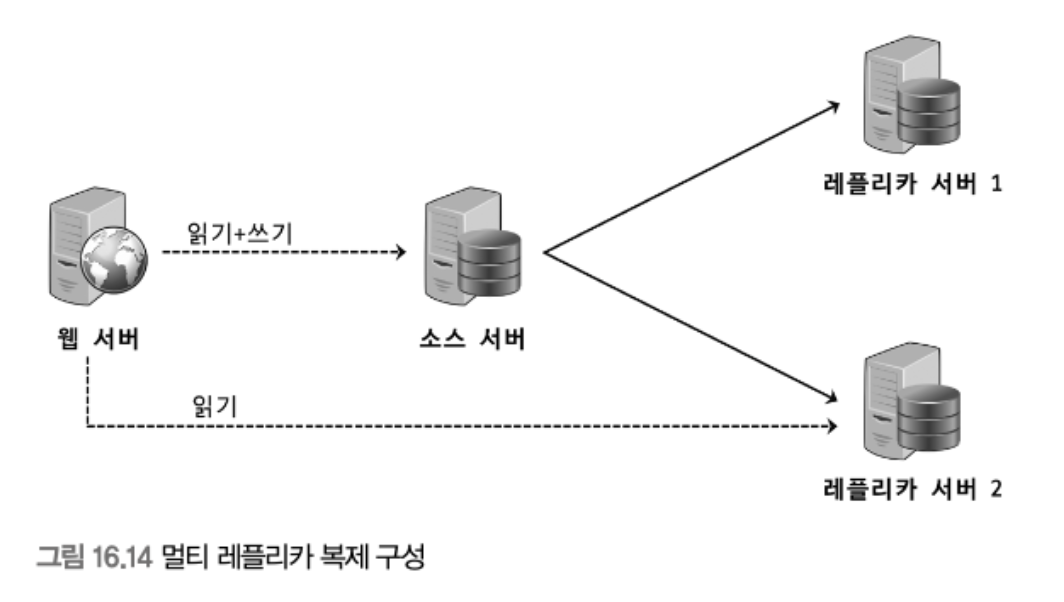 레플리카 서버 1
읽기+쓰기
웹 서버
소스 서버
읽기
레플리카 서버 2
그림 16.14 멀티 레플리카 복제 구성